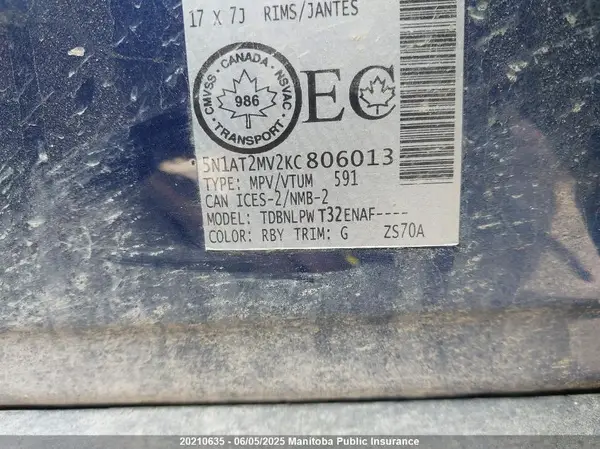 17 X 7J RIMS/JANTES
CMVSS - CANADA - NSVAC
986
TRANSPORT
EC
5N1AT2MV2KC806013
TYPE: MPV/VTUM 591
CAN ICES-2/NMB-2
MODEL: TDBNLPW T32ENAF----
COLOR: RBY TRIM: G ZS70A
20210635 - 06/05/2025 Manitoba Public Insurance